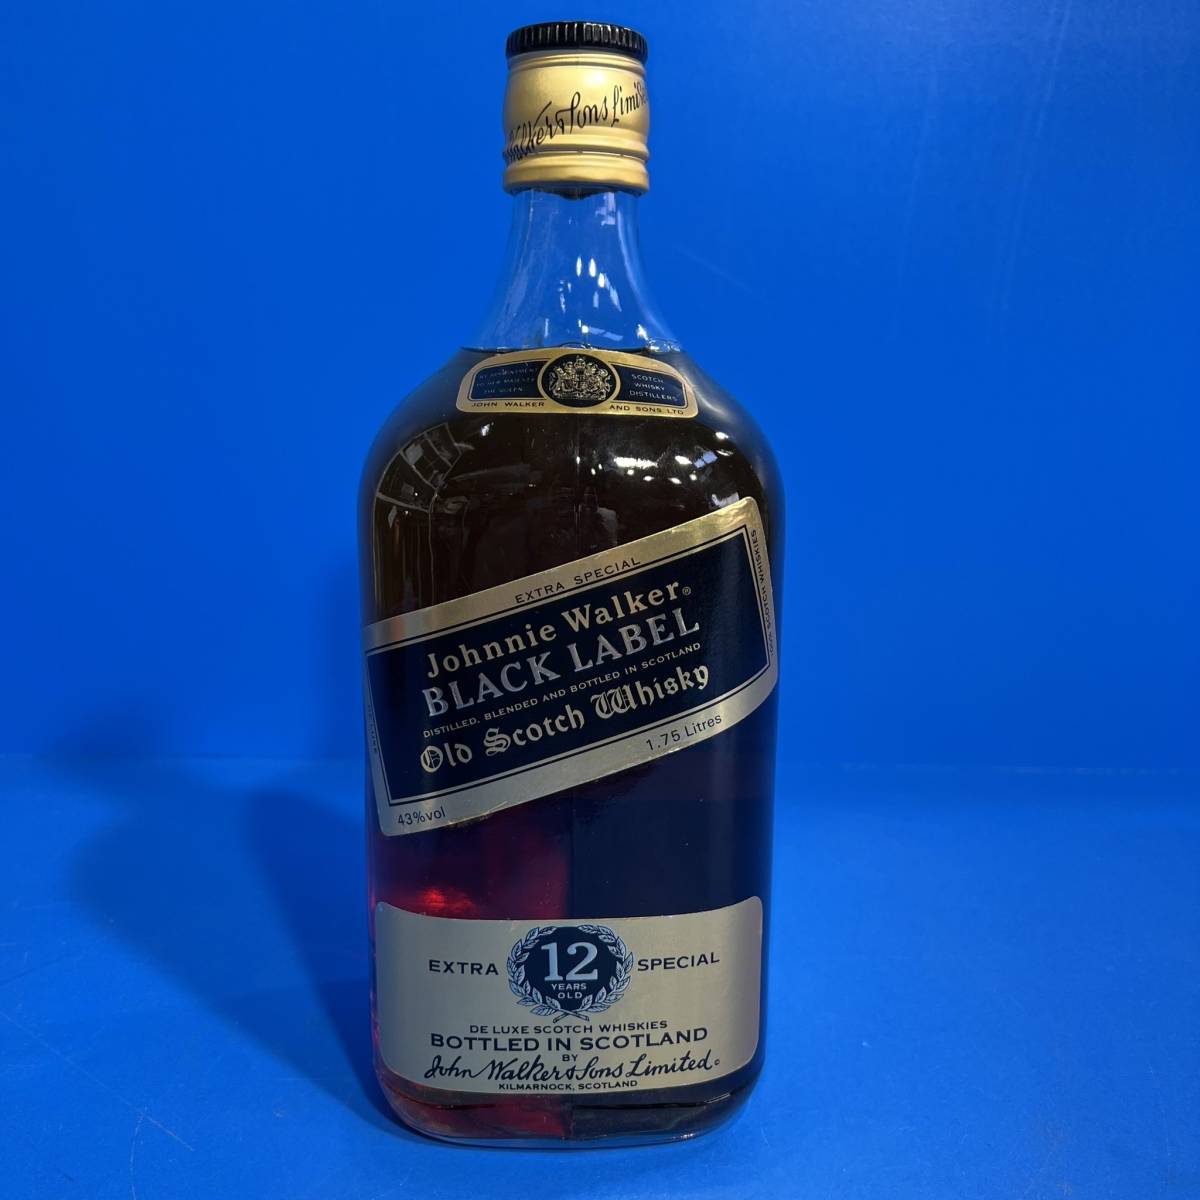 Walker & Sons Limited
BY APPOINTMENT
TO HER MAJESTY
THE QUEEN
SCOTCH
WHISKY
DISTILLERS
JOHN WALKER AND SONS LTD
EXTRA SPECIAL
Johnnie Walker®
BLACK LABEL
DISTILLED, BLENDED AND BOTTLED IN SCOTLAND
Old Scotch Whisky
43%vol
1.75 Litres
100% SCOTCH WHISKIES
DE LUXE
EXTRA SPECIAL
12
YEARS
OLD
DE LUXE SCOTCH WHISKIES
BOTTLED IN SCOTLAND
BY
John Walker & Sons Limited ©
KILMARNOCK, SCOTLAND